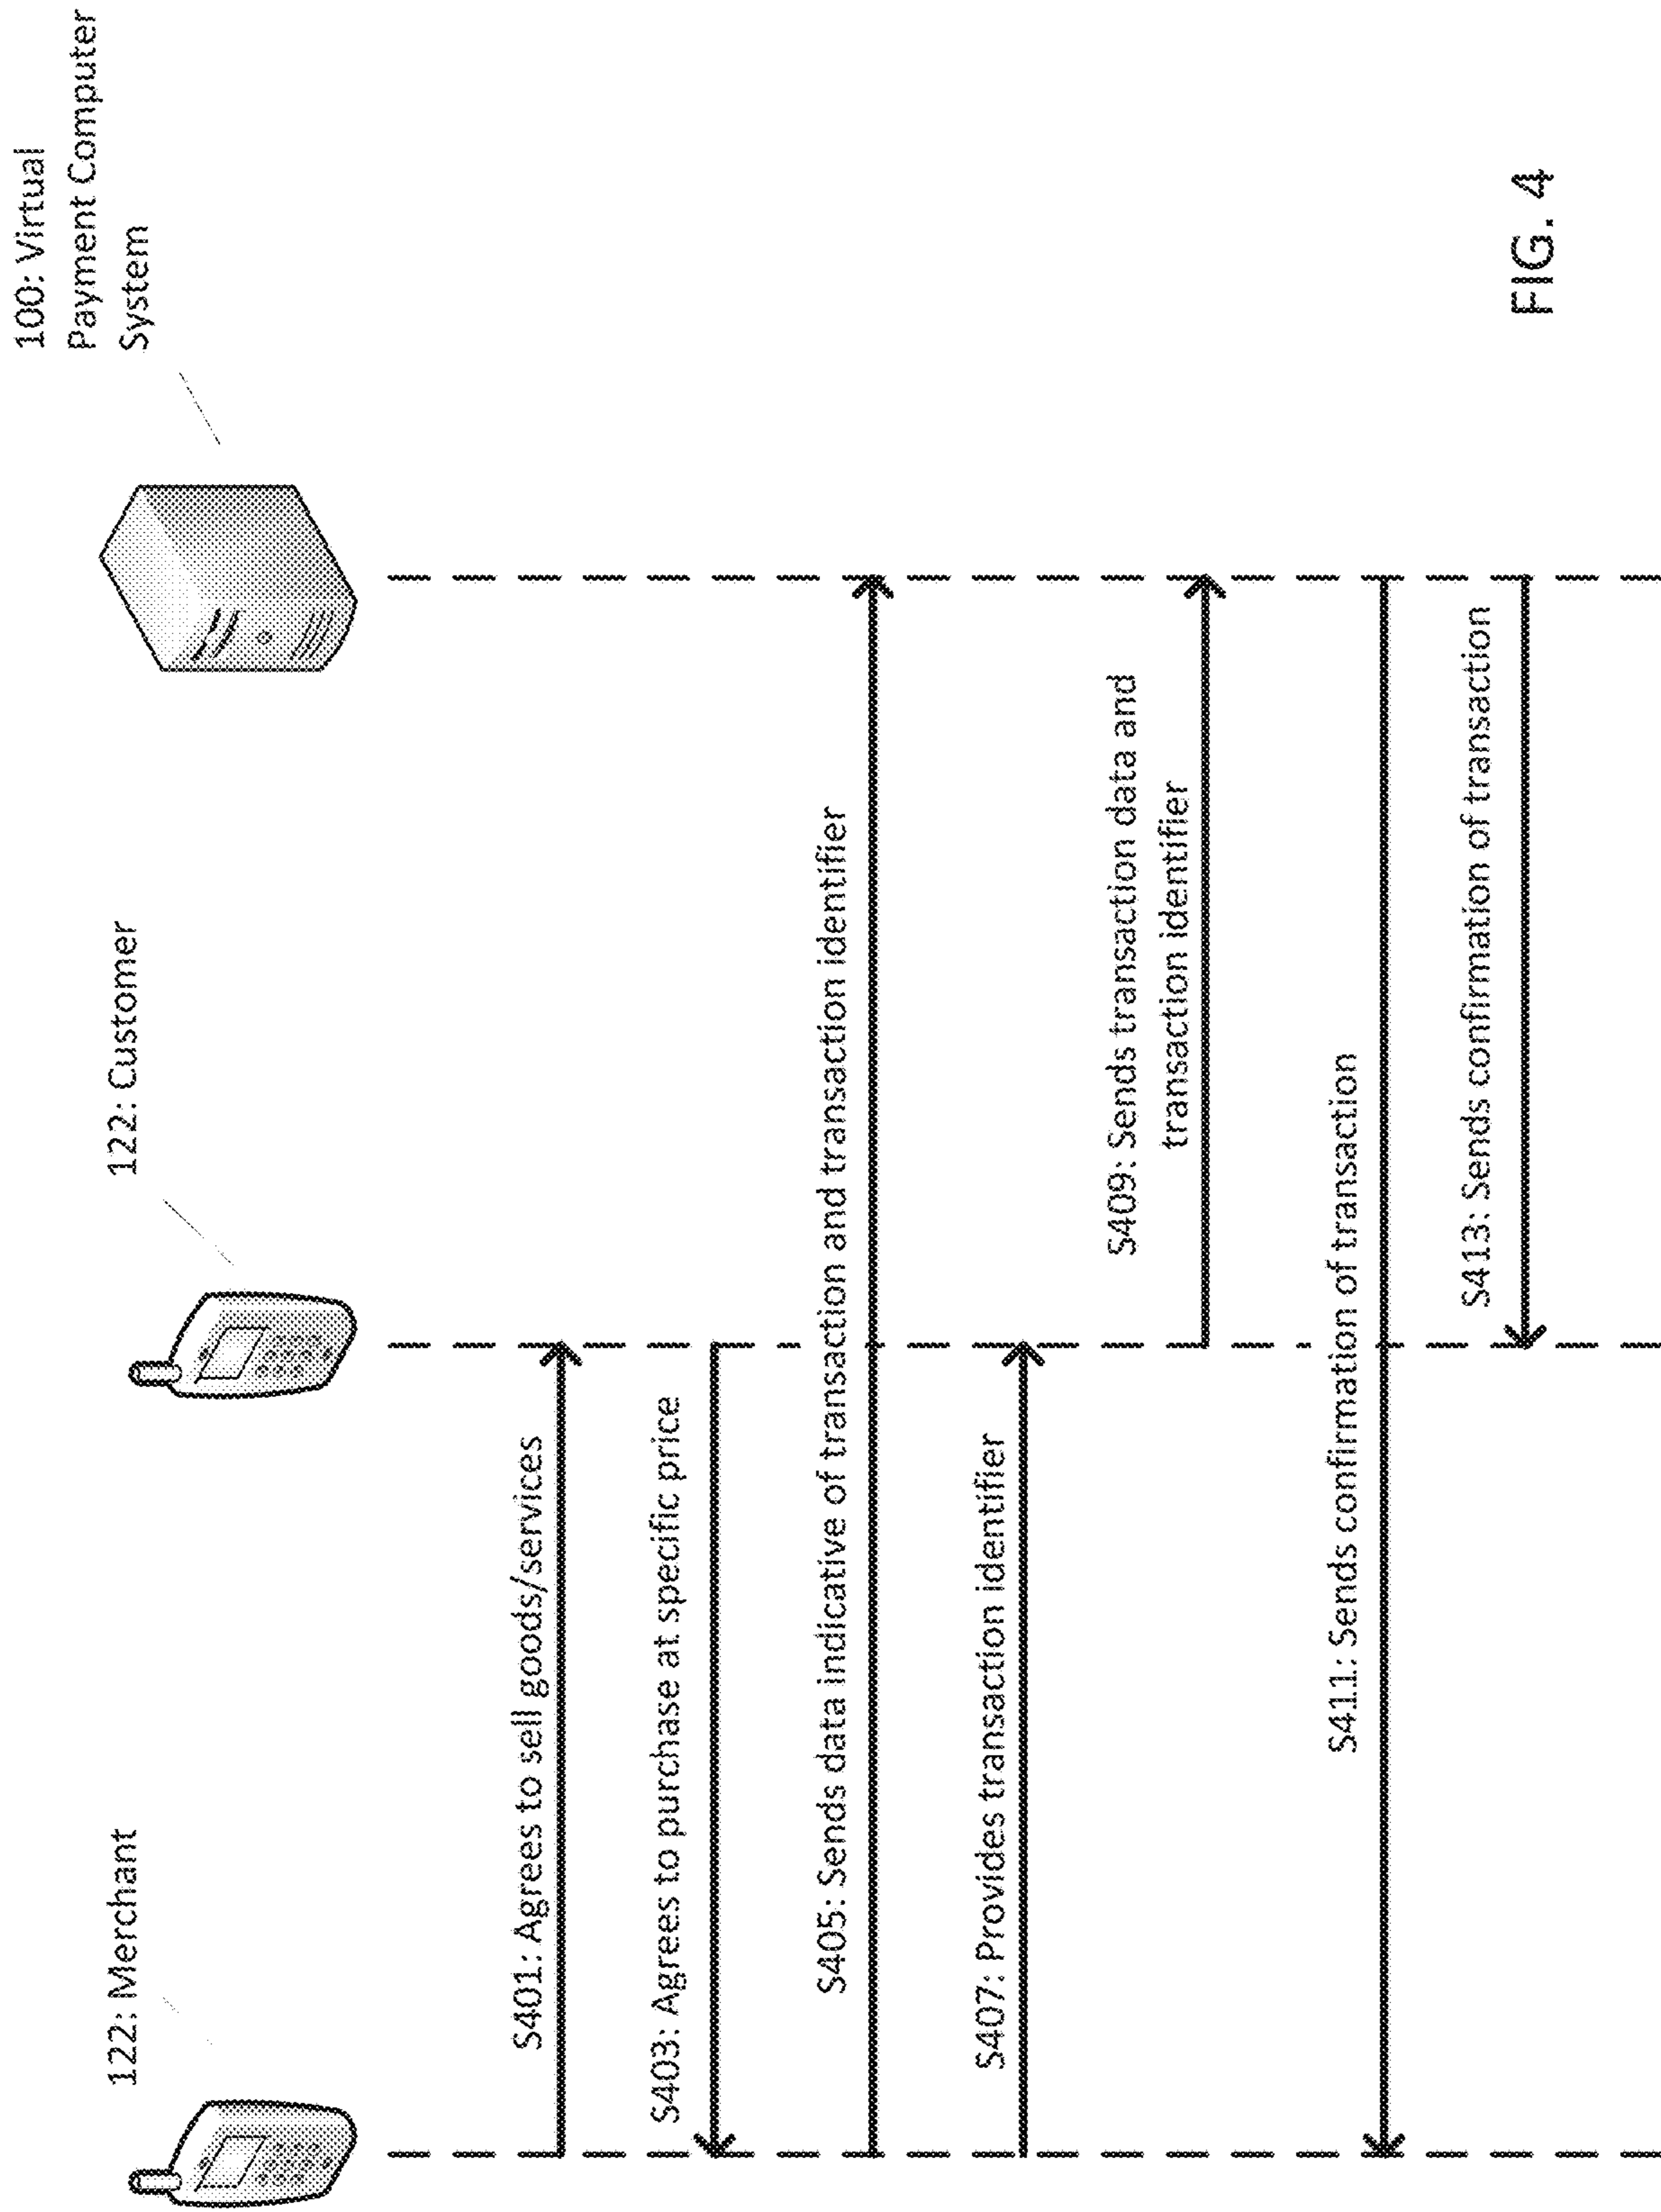 122: Merchant
122: Customer
100: Virtual
Payment Computer
System
S401: Agrees to sell goods/services
S403: Agrees to purchase at specific price
S405: Sends data indicative of transaction and transaction identifier
S407: Provides transaction identifier
S409: Sends transaction data and
transaction identifier
S411: Sends confirmation of transaction
S413: Sends confirmation of transaction
FIG. 4